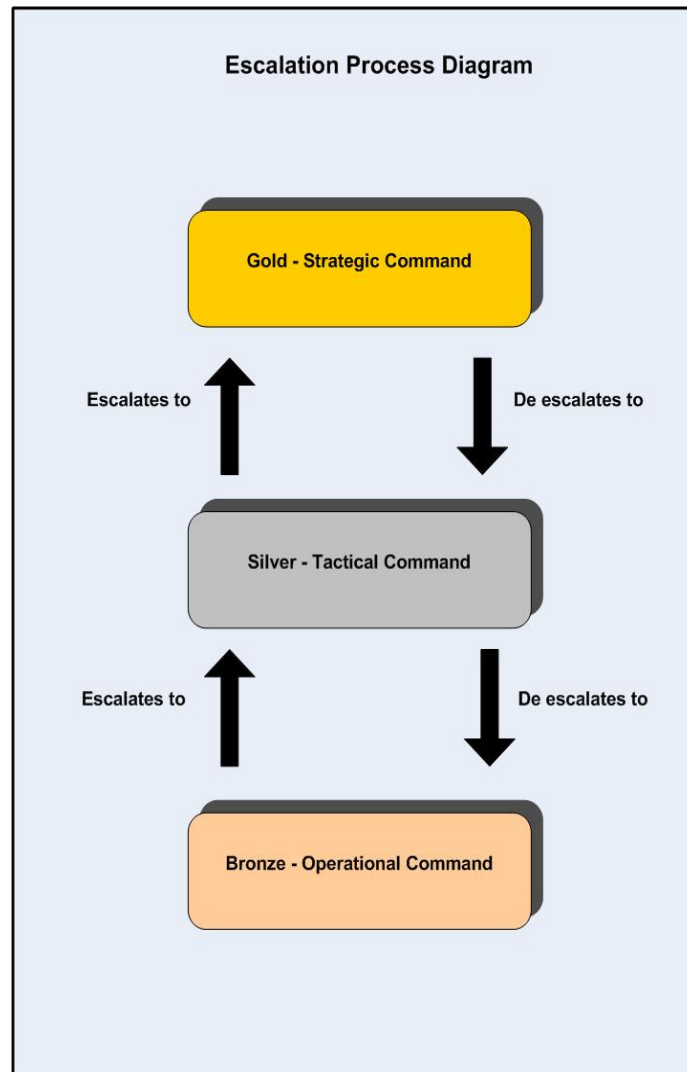 Escalation Process Diagram
Gold - Strategic Command
Escalates to
De escalates to
Silver - Tactical Command
Escalates to
De escalates to
Bronze - Operational Command